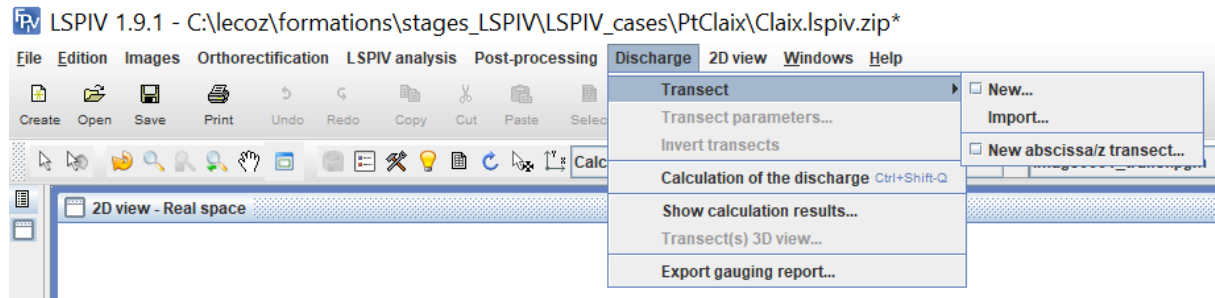 LSPIV 1.9.1 - C:\lecoz\formations\stages_LSPIV\LSPIV_cases\PtClaix\Claix.lspiv.zip*
File Edition Images Orthorectification LSPIV analysis Post-processing Discharge 2D view Windows Help
Create Open Save Print Undo Redo Copy Cut Paste Selec
Transect
Transect parameters...
Invert transects
Calculation of the discharge Ctrl+Shift-Q
Show calculation results...
Transect(s) 3D view...
Export gauging report...
New...
Import...
New abscissa/z transect...
Calc
2D view - Real space